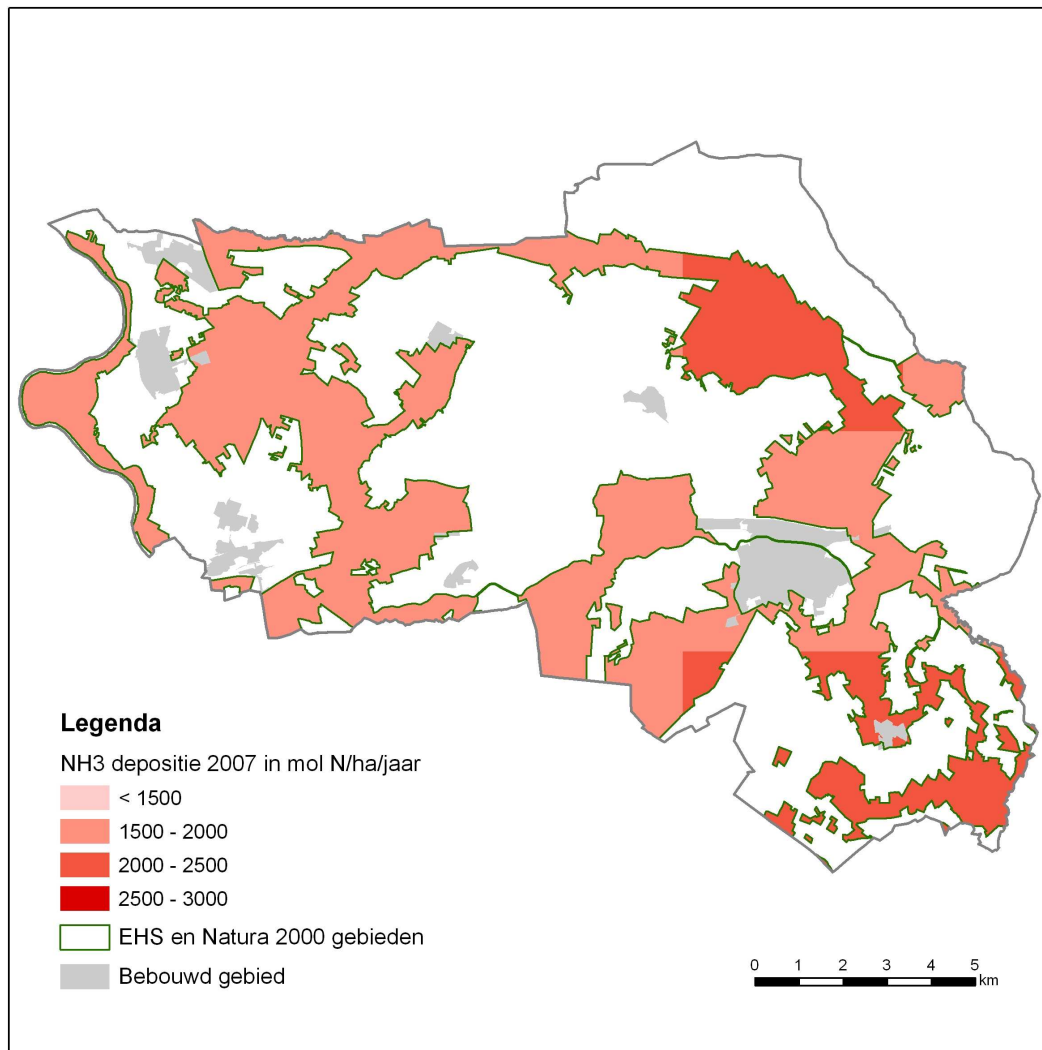 Legenda
NH3 depositie 2007 in mol N/ha/jaar
< 1500
1500 - 2000
2000 - 2500
2500 - 3000
EHS en Natura 2000 gebieden
Bebouwd gebied
0 1 2 3 4 5
km